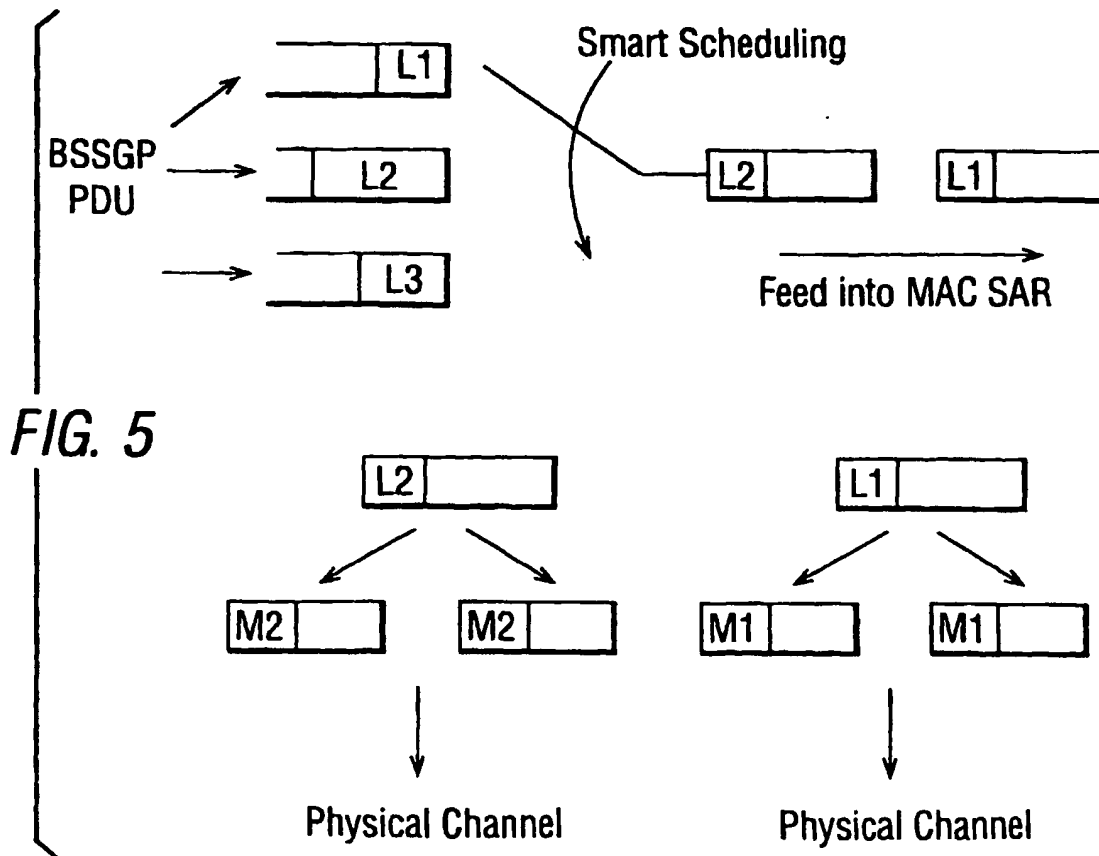 Smart Scheduling
L1
BSSGP
PDU
L2
L2
L1
L3
Feed into MAC SAR
FIG. 5
L2
L1
M2
M2
M1
M1
Physical Channel
Physical Channel